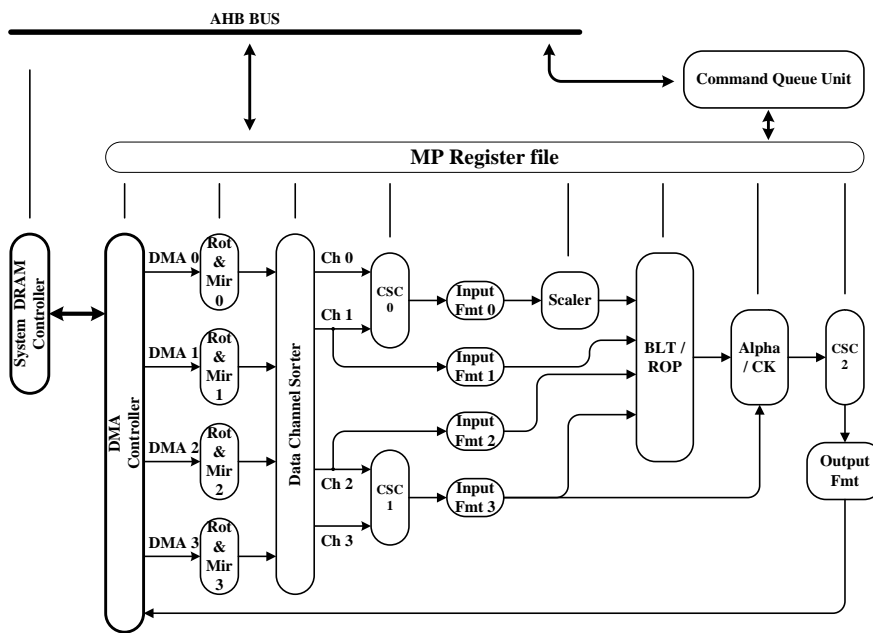 AHB BUS
Command Queue Unit
MP Register file
System DRAM
Controller
DMA
Controller
DMA 0
DMA 1
DMA 2
DMA 3
Rot
&
Mir
0
Rot
&
Mir
1
Rot
&
Mir
2
Rot
&
Mir
3
Data Channel Sorter
Ch 0
Ch 1
Ch 2
Ch 3
CSC
0
CSC
1
Input
Fmt 0
Input
Fmt 1
Input
Fmt 2
Input
Fmt 3
Scaler
BLT /
ROP
Alpha
/ CK
CSC
2
Output
Fmt